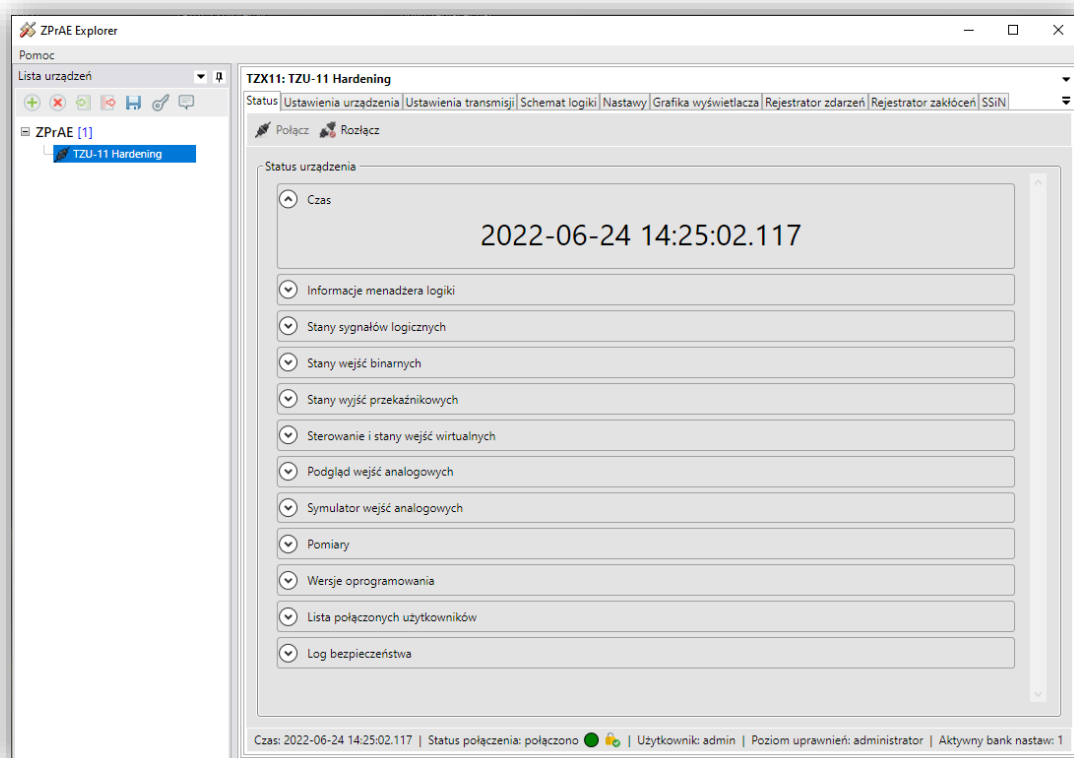 ZPrAE Explorer
Pomoc
Lista urządzeń
ZPrAE [1]
TZU-11 Hardening
TZX11: TZU-11 Hardening
Status Ustawienia urządzenia Ustawienia transmisji Schemat logiki Nastawy Grafika wyświetlacza Rejestrator zdarzeń Rejestrator zakłóceń SSiN
Połącz Rozłącz
Status urządzenia
Czas
2022-06-24 14:25:02.117
Informacje menadżera logiki
Stany sygnałów logicznych
Stany wejść binarnych
Stany wyjść przekaźnikowych
Sterowanie i stany wejść wirtualnych
Podgląd wejść analogowych
Symulator wejść analogowych
Pomiary
Wersje oprogramowania
Lista połączonych użytkowników
Log bezpieczeństwa
Czas: 2022-06-24 14:25:02.117 | Status połączenia: połączono | Użytkownik: admin | Poziom uprawnień: administrator | Aktywny bank nastaw: 1